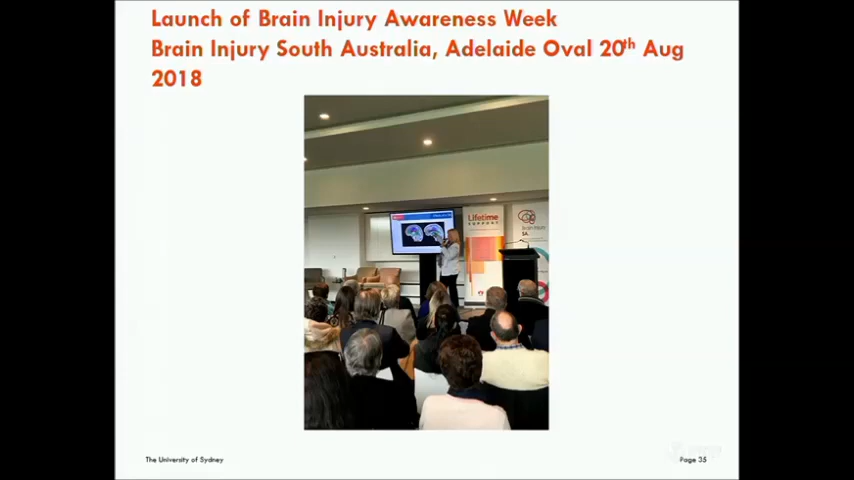 Launch of Brain Injury Awareness Week
Brain Injury South Australia, Adelaide Oval 20th Aug
2018
Lifetime
SUPPORT
SA
The University of Sydney
Page 35